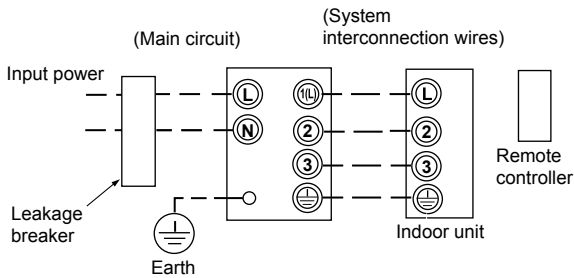 (System
interconnection wires)
(Main circuit)
Input power
L 1(L) L
N 2 2
3 3
Remote
controller
Leakage
breaker
Indoor unit
Earth